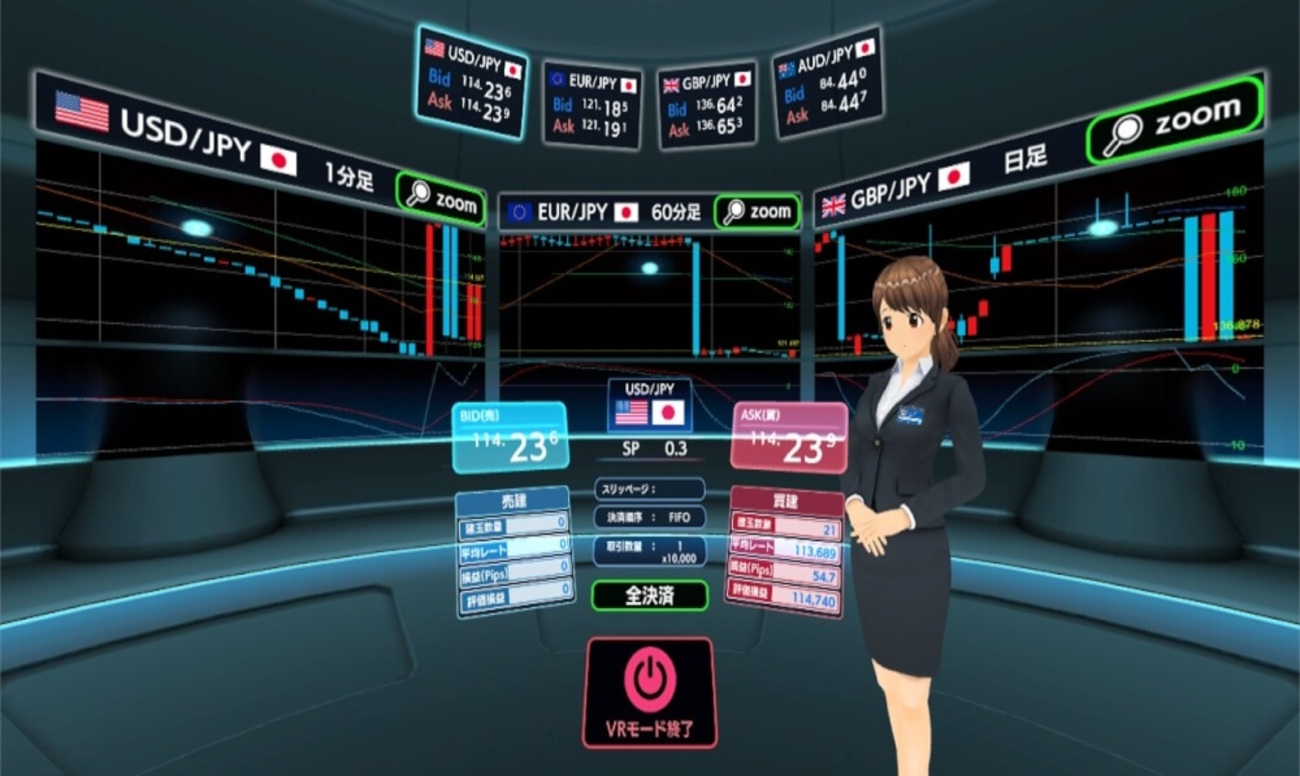 USD/JPY
Bid 114.236
Ask 114.239
EUR/JPY
Bid 121.185
Ask 121.191
GBP/JPY
Bid 136.642
Ask 136.653
AUD/JPY
Bid 84.440
Ask 84.447
USD/JPY 1分足 zoom
EUR/JPY 60分足 zoom
GBP/JPY 日足 zoom
180
160
136.878
0
-10
BID(売)
114.236
USD/JPY
SP 0.3
ASK(買)
114.239
売建
建玉数量 0
平均レート 0
損益(Pips) 0
評価損益 0
スリッページ :
決済順序 : FIFO
取引数量 : 1
x10,000
全決済
買建
建玉数量 21
平均レート 113.689
損益(Pips) 54.7
評価損益 114,740
VRモード終了